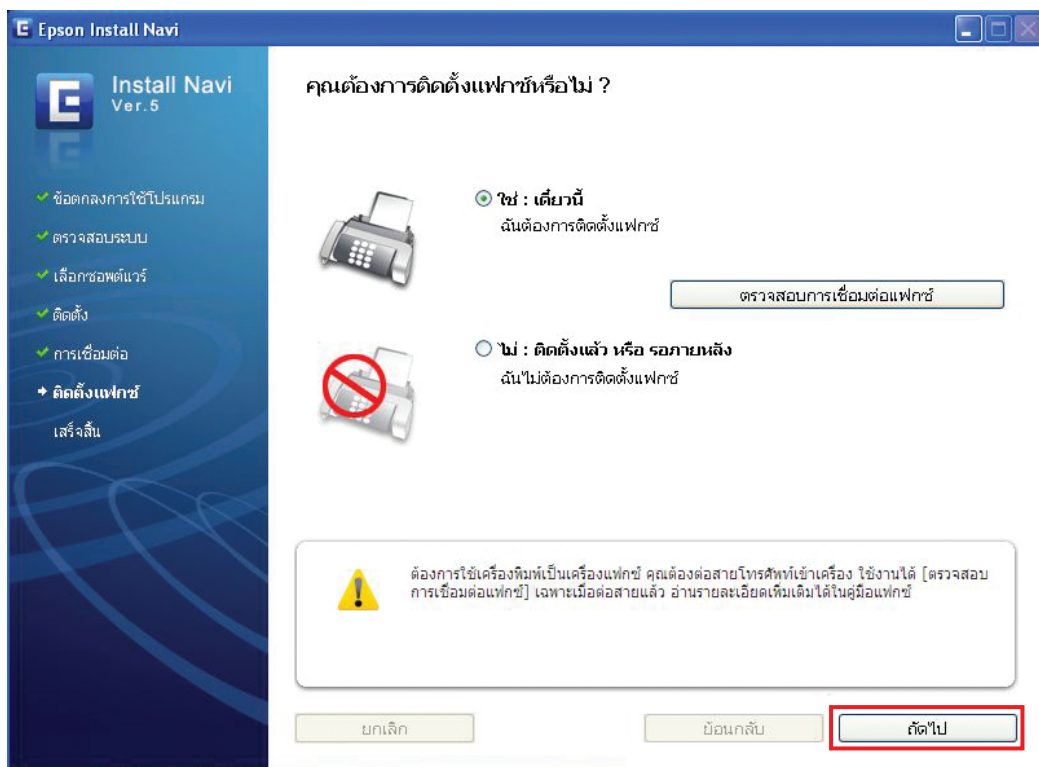 Epson Install Navi
Install Navi
Ver.5
ข้อตกลงการใช้โปรแกรม
ตรวจสอบระบบ
เลือกซอฟต์แวร์
ติดตั้ง
การเชื่อมต่อ
ติดตั้งแฟกซ์
เสร็จสิ้น
คุณต้องการติดตั้งแฟกซ์หรือไม่ ?
ใช่ : เดี๋ยวนี้
ฉันต้องการติดตั้งแฟกซ์
ตรวจสอบการเชื่อมต่อแฟกซ์
ไม่ : ติดตั้งแล้ว หรือ รอภายหลัง
ฉันไม่ต้องการติดตั้งแฟกซ์
ต้องการใช้เครื่องพิมพ์เป็นเครื่องแฟกซ์ คุณต้องต่อสายโทรศัพท์เข้าเครื่อง ใช้งานได้ [ตรวจสอบ
การเชื่อมต่อแฟกซ์] เฉพาะเมื่อต่อสายแล้ว อ่านรายละเอียดเพิ่มเติมได้ในคู่มือแฟกซ์
ยกเลิก
ย้อนกลับ
ถัดไป